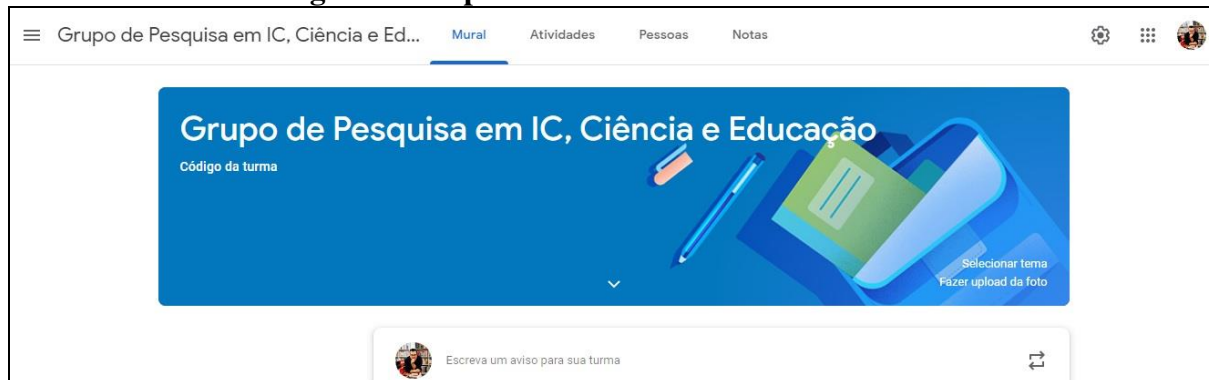 Grupo de Pesquisa em IC, Ciência e Ed... Mural Atividades Pessoas Notas
Grupo de Pesquisa em IC, Ciência e Educação
Código da turma
Selecionar tema
Fazer upload da foto
Escreva um aviso para sua turma